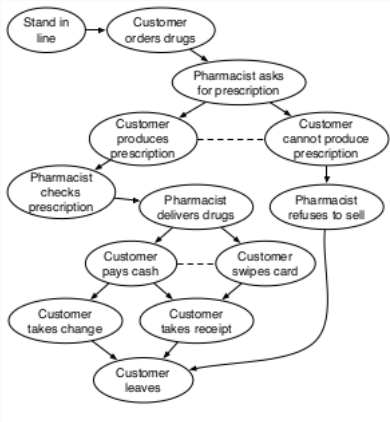 Stand in
line
Customer
orders drugs
Pharmacist asks
for prescription
Customer
produces
prescription
Customer
cannot produce
prescription
Pharmacist
checks
prescription
Pharmacist
delivers drugs
Pharmacist
refuses to sell
Customer
pays cash
Customer
swipes card
Customer
takes change
Customer
takes receipt
Customer
leaves